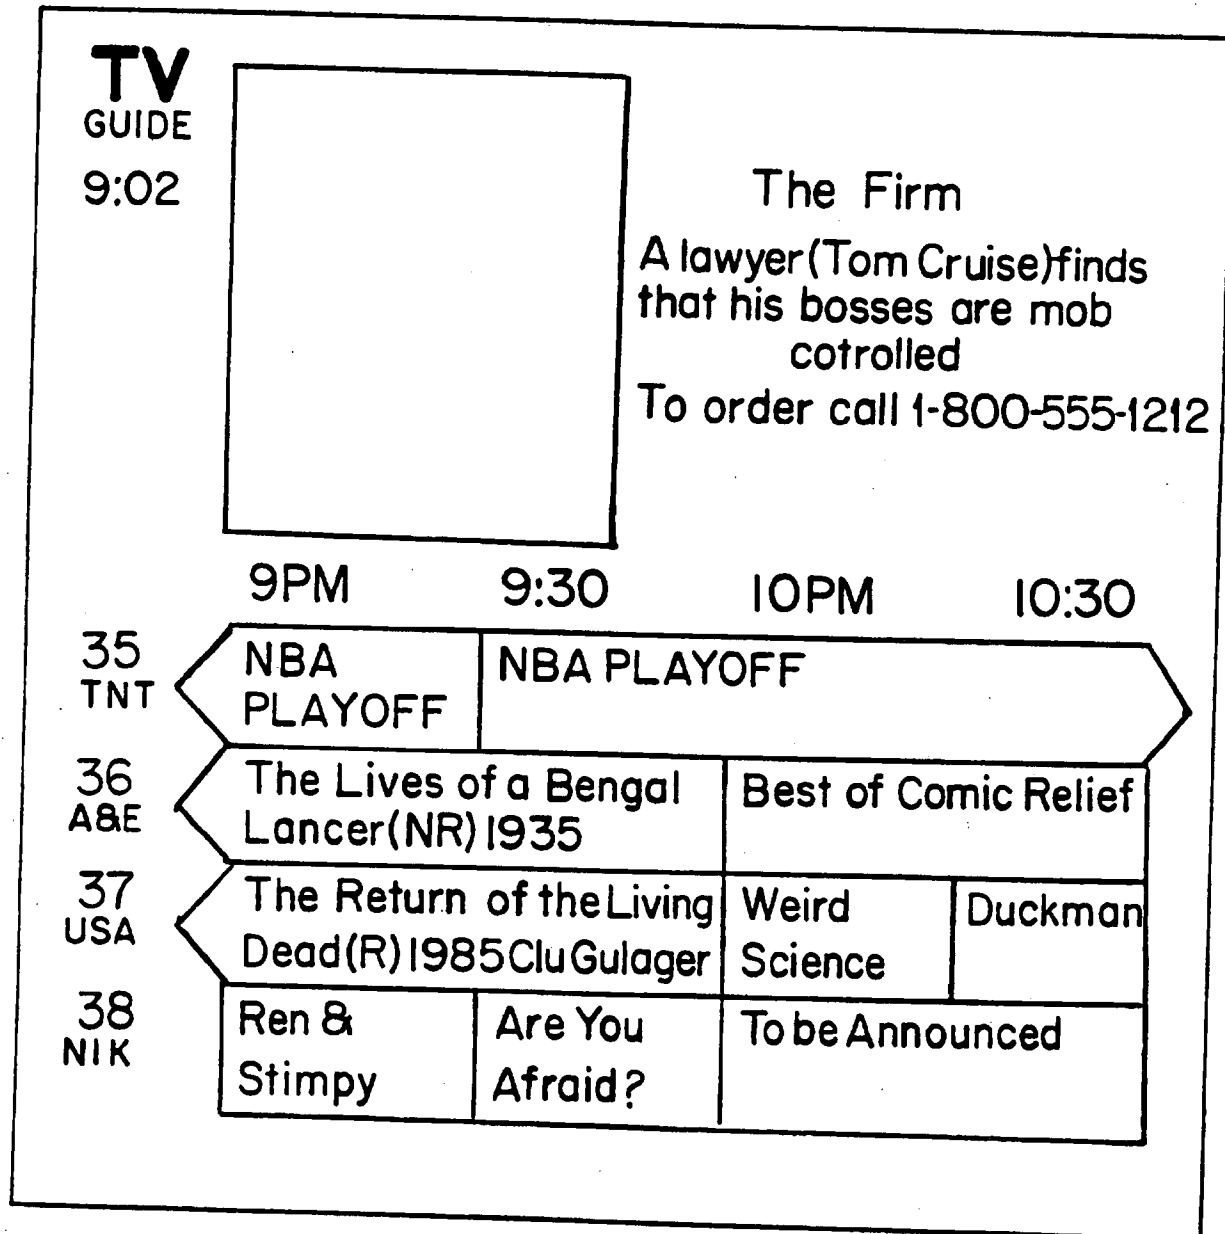 TV
GUIDE
9:02
The Firm
A lawyer(Tom Cruise)finds
that his bosses are mob
cotrolled
To order call 1-800-555-1212
9PM 9:30 10PM 10:30
35
TNT
NBA
PLAYOFF
NBA PLAYOFF
36
A&E
The Lives of a Bengal
Lancer(NR) 1935
Best of Comic Relief
37
USA
The Return of the Living
Dead(R) 1985 Clu Gulager
Weird
Science
Duckman
38
NIK
Ren &
Stimpy
Are You
Afraid?
To be Announced